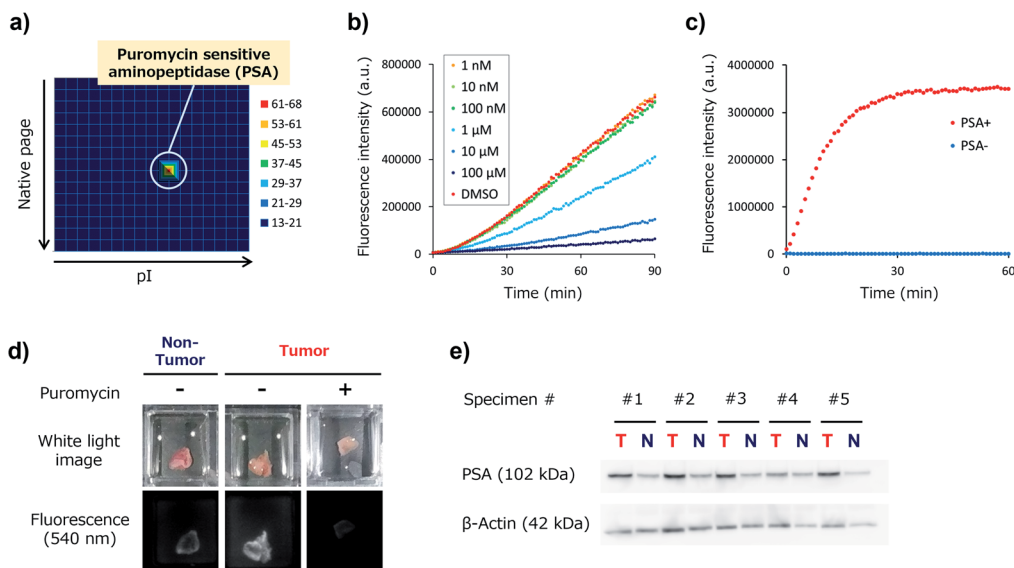 a)
Puromycin sensitive
aminopeptidase (PSA)
Native page
pI
61-68
53-61
45-53
37-45
29-37
21-29
13-21
b)
Fluorescence intensity (a.u.)
800000
600000
400000
200000
0
0
30
60
90
Time (min)
1 nM
10 nM
100 nM
1 μM
10 μM
100 μM
DMSO
c)
Fluorescence intensity (a.u.)
4000000
3000000
2000000
1000000
0
0
30
60
Time (min)
PSA+
PSA-
d)
Non-
Tumor
Tumor
Puromycin
-
-
+
White light
image
Fluorescence
(540 nm)
e)
Specimen #
#1
#2
#3
#4
#5
T N T N T N T N T N
PSA (102 kDa)
β-Actin (42 kDa)